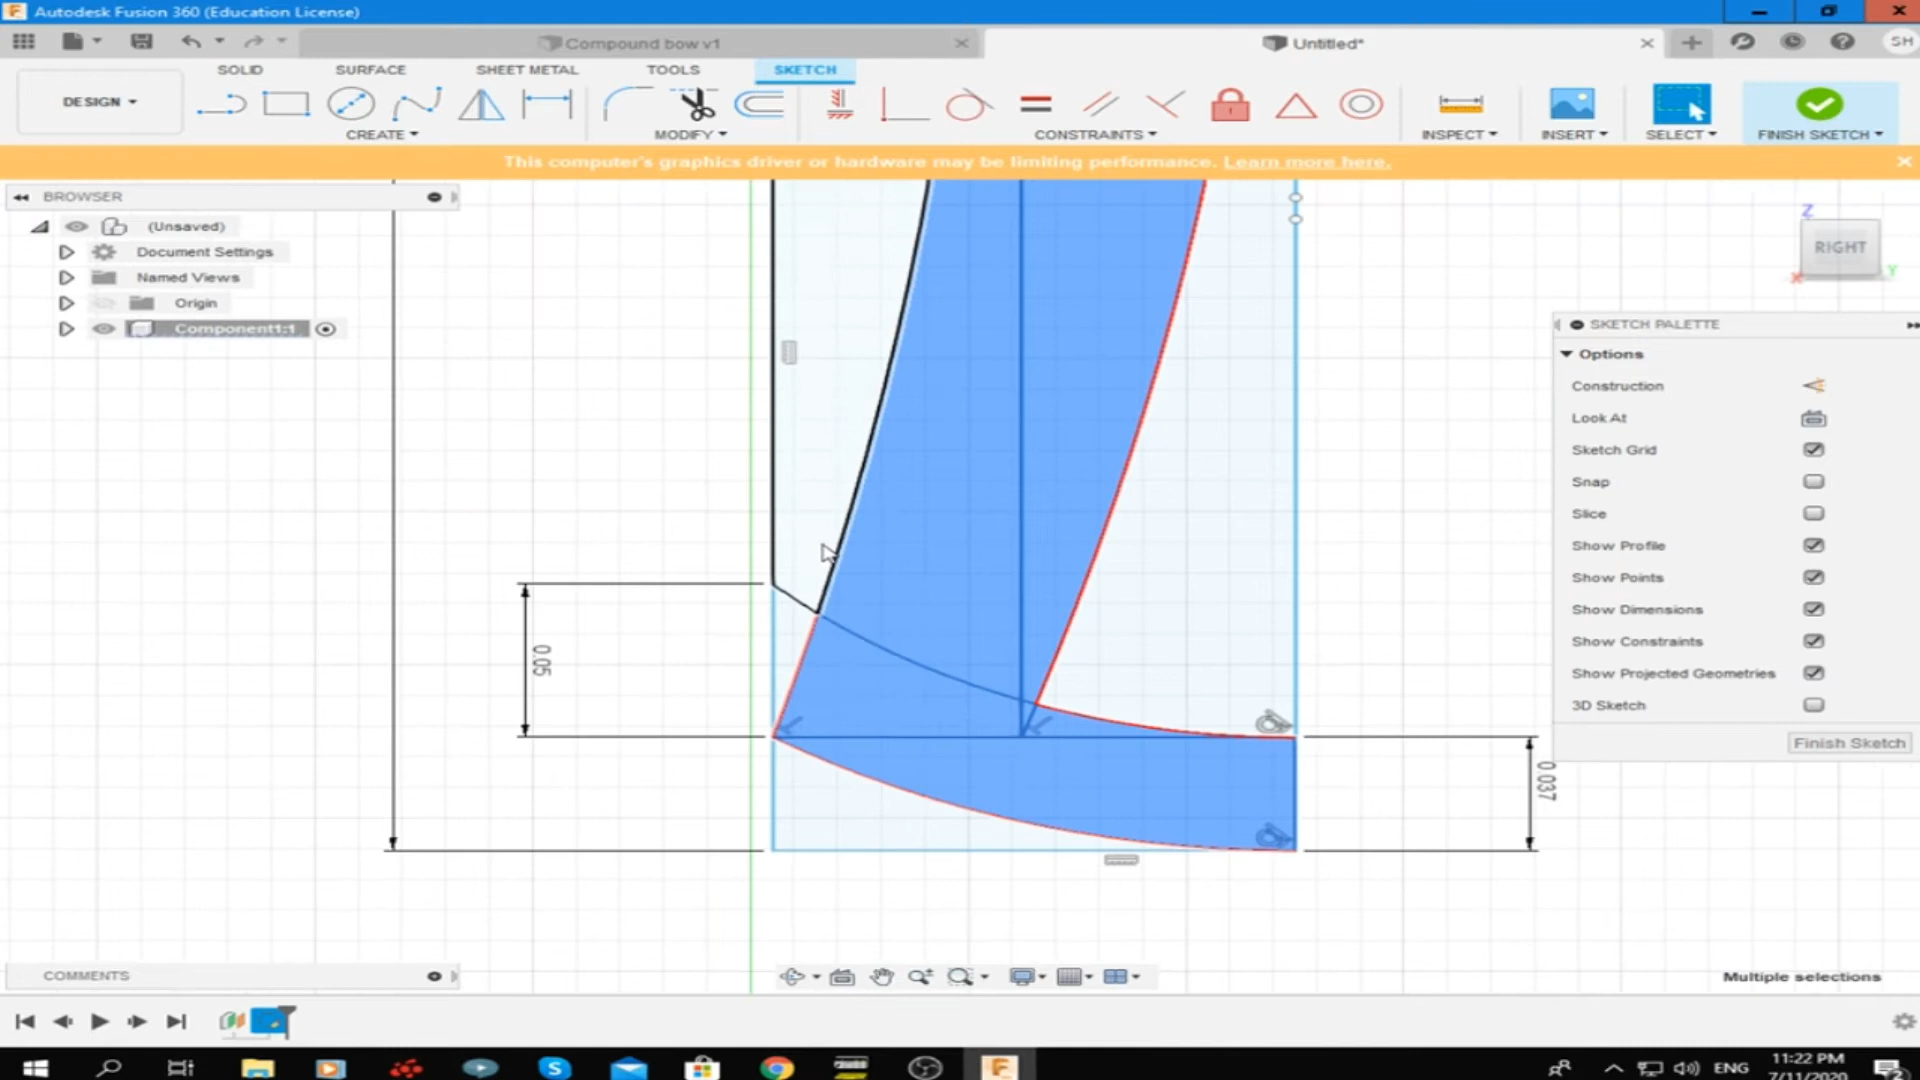 Autodesk Fusion 360 (Education License)
Compound bow v1
Untitled*
SH
SOLID
SURFACE
SHEET METAL
TOOLS
SKETCH
DESIGN
CREATE
MODIFY
CONSTRAINTS
INSPECT
INSERT
SELECT
FINISH SKETCH
This computer's graphics driver or hardware may be limiting performance. Learn more here.
BROWSER
(Unsaved)
Document Settings
Named Views
Origin
Component1:1
Z
RIGHT
X
Y
SKETCH PALETTE
Options
Construction
Look At
Sketch Grid
Snap
Slice
Show Profile
Show Points
Show Dimensions
Show Constraints
Show Projected Geometries
3D Sketch
Finish Sketch
0.05
0.037
COMMENTS
Multiple selections
ENG
11:22 PM
7/11/2020
2